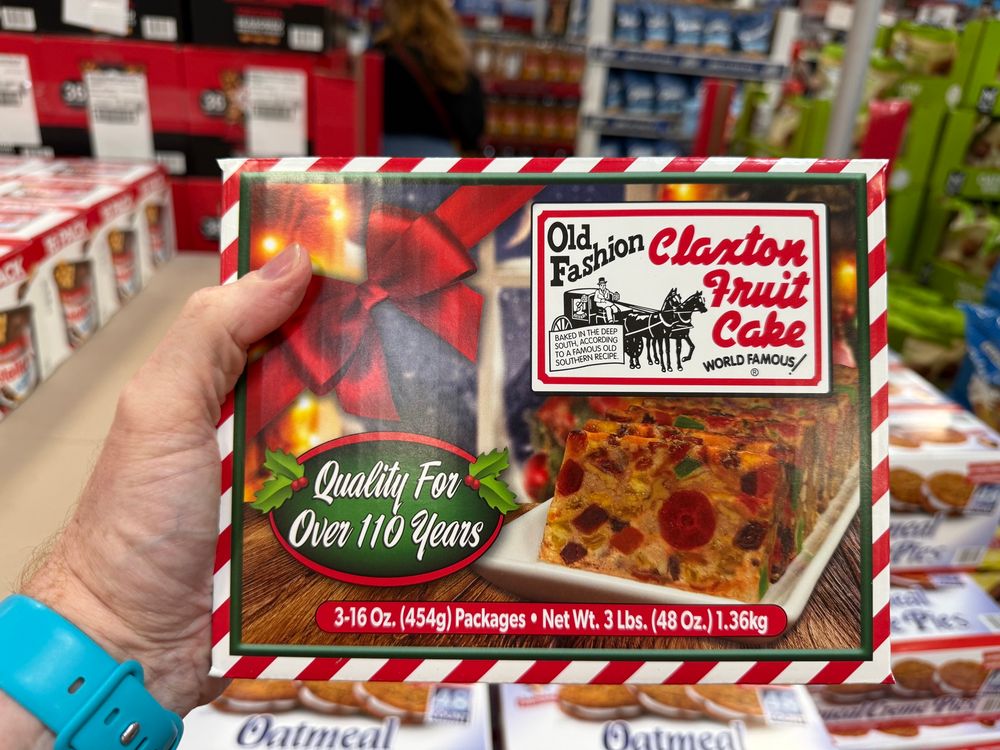 Old
Fashion
Claxton
Fruit
Cake
WORLD FAMOUS!
®
BAKED IN THE DEEP
SOUTH, ACCORDING
TO A FAMOUS OLD
SOUTHERN RECIPE.
Quality For
Over 110 Years
3-16 Oz. (454g) Packages • Net Wt. 3 Lbs. (48 Oz.) 1.36kg
Oatmeal
Oatmeal
Pies